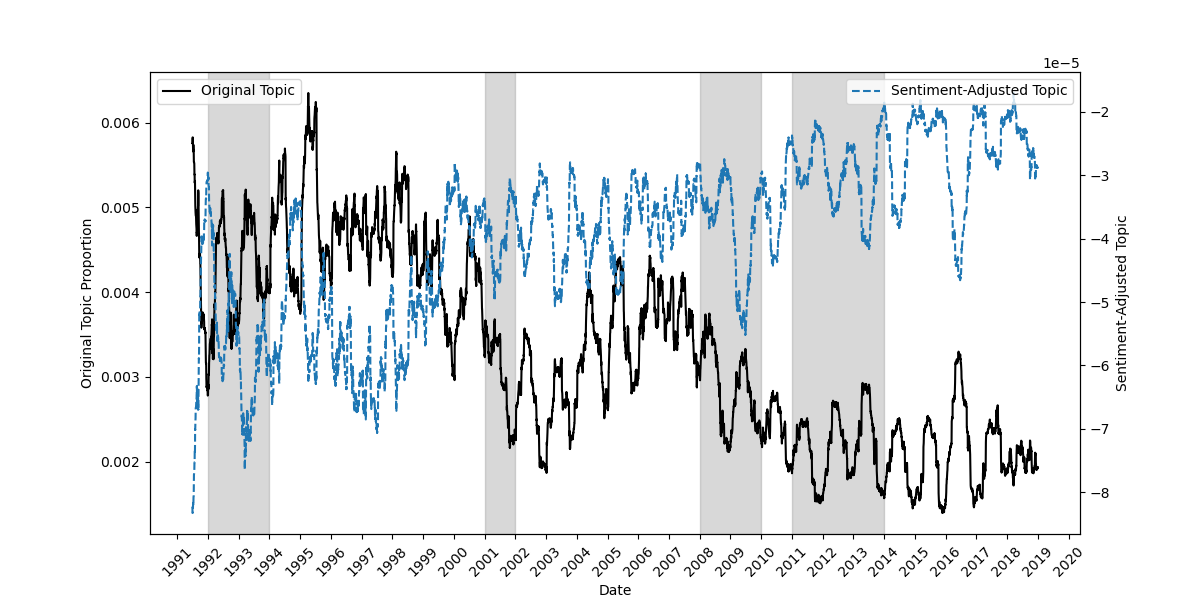 1e−5
Original Topic
Sentiment-Adjusted Topic
0.006
0.005
0.004
0.003
0.002
Original Topic Proportion
−2
−3
−4
−5
−6
−7
−8
Sentiment-Adjusted Topic
1991 1992 1993 1994 1995 1996 1997 1998 1999 2000 2001 2002 2003 2004 2005 2006 2007 2008 2009 2010 2011 2012 2013 2014 2015 2016 2017 2018 2019 2020
Date